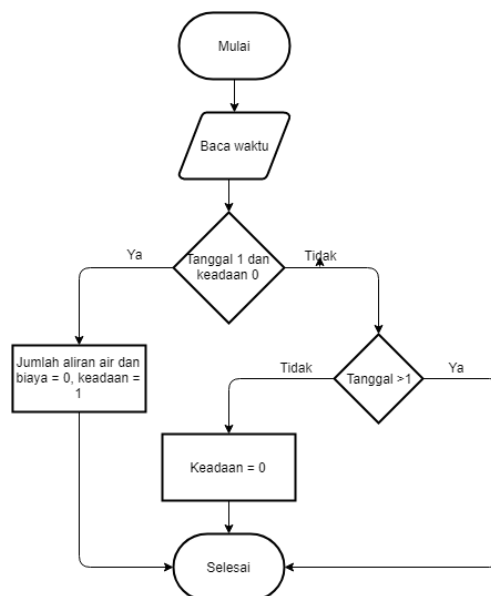 Mulai
Baca waktu
Ya
Tanggal 1 dan
keadaan 0
Tidak
Jumlah aliran air dan
biaya = 0, keadaan =
1
Tidak
Tanggal >1
Ya
Keadaan = 0
Selesai